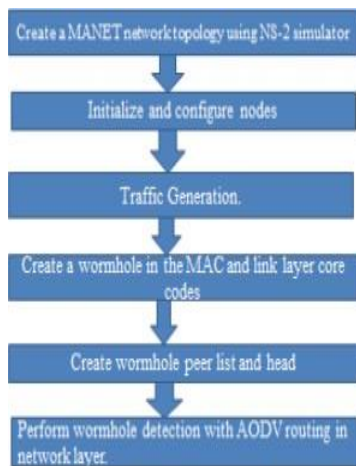 Create a MANET network topology using NS-2 simulator
Initialize and configure nodes
Traffic Generation.
Create a wormhole in the MAC and link layer core
codes
Create wormhole peer list and head
Perform wormhole detection with AODV routing in
network layer.